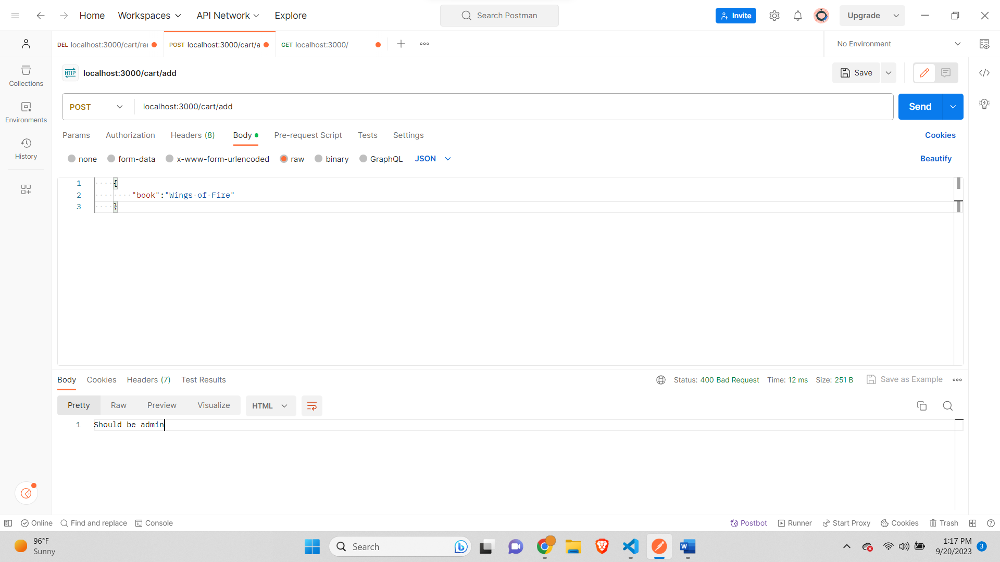 Home Workspaces API Network Explore Search Postman Invite Upgrade
DEL localhost:3000/cart/re POST localhost:3000/cart/a GET localhost:3000/ No Environment
HTTP localhost:3000/cart/add Save
Collections
POST localhost:3000/cart/add Send
Environments
Params Authorization Headers (8) Body Pre-request Script Tests Settings Cookies
History
none form-data x-www-form-urlencoded raw binary GraphQL JSON Beautify
1 {
2 "book":"Wings of Fire"
3 }
Body Cookies Headers (7) Test Results Status: 400 Bad Request Time: 12 ms Size: 251 B Save as Example
Pretty Raw Preview Visualize HTML
1 Should be admin
Online Find and replace Console Postbot Runner Start Proxy Cookies Trash
96°F
Sunny
Search
W
1:17 PM
9/20/2023
3